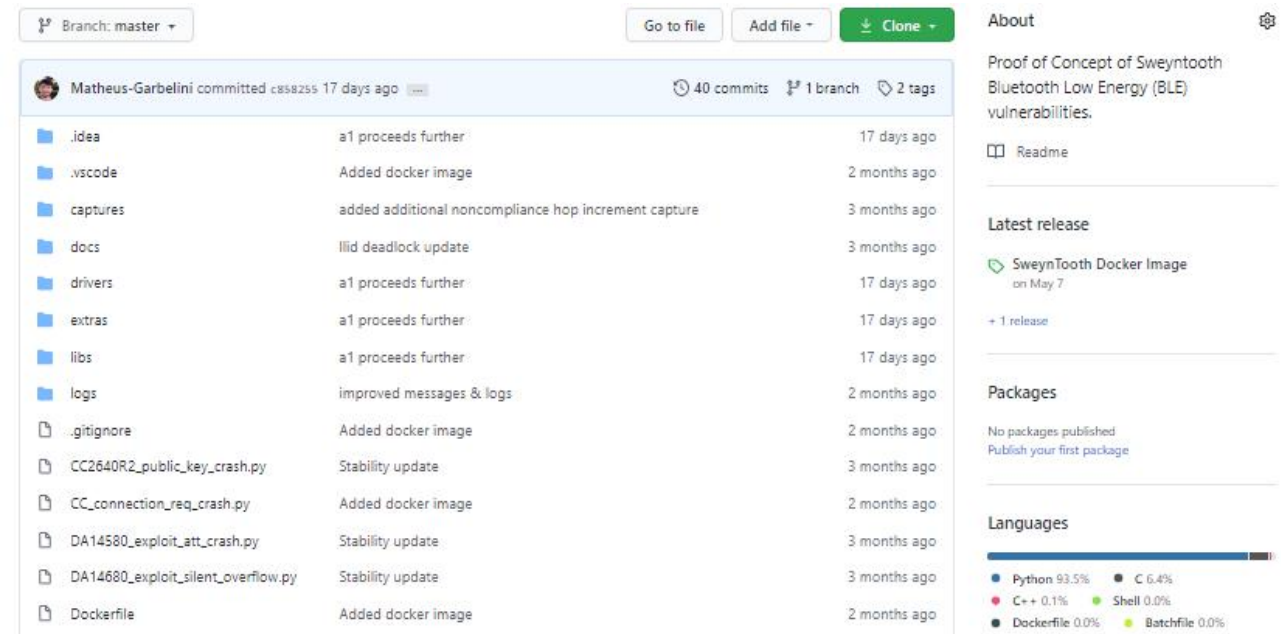 Branch: master
Go to file
Add file
Clone
Matheus-Garbelini committed c858255 17 days ago ...
40 commits 1 branch 2 tags
.idea a1 proceeds further 17 days ago
.vscode Added docker image 2 months ago
captures added additional noncompliance hop increment capture 3 months ago
docs llid deadlock update 3 months ago
drivers a1 proceeds further 17 days ago
extras a1 proceeds further 17 days ago
libs a1 proceeds further 17 days ago
logs improved messages & logs 2 months ago
.gitignore Added docker image 2 months ago
CC2640R2_public_key_crash.py Stability update 3 months ago
CC_connection_req_crash.py Added docker image 2 months ago
DA14580_exploit_att_crash.py Stability update 3 months ago
DA14680_exploit_silent_overflow.py Stability update 3 months ago
Dockerfile Added docker image 2 months ago
About
Proof of Concept of Sweyntooth
Bluetooth Low Energy (BLE)
vulnerabilities.
Readme
Latest release
SweynTooth Docker Image
on May 7
+ 1 release
Packages
No packages published
Publish your first package
Languages
Python 93.5% C 6.4%
C++ 0.1% Shell 0.0%
Dockerfile 0.0% Batchfile 0.0%